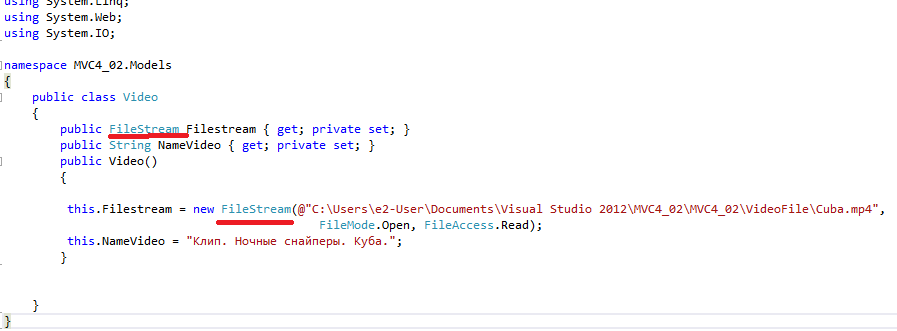 using System.Linq;
using System.Web;
using System.IO;
namespace MVC4_02.Models
{
public class Video
{
public FileStream Filestream { get; private set; }
public String NameVideo { get; private set; }
public Video()
{
this.Filestream = new FileStream(@"C:\Users\e2-User\Documents\Visual Studio 2012\MVC4_02\MVC4_02\VideoFile\Cuba.mp4",
FileMode.Open, FileAccess.Read);
this.NameVideo = "Клип. Ночные снайперы. Куба.";
}
}
}